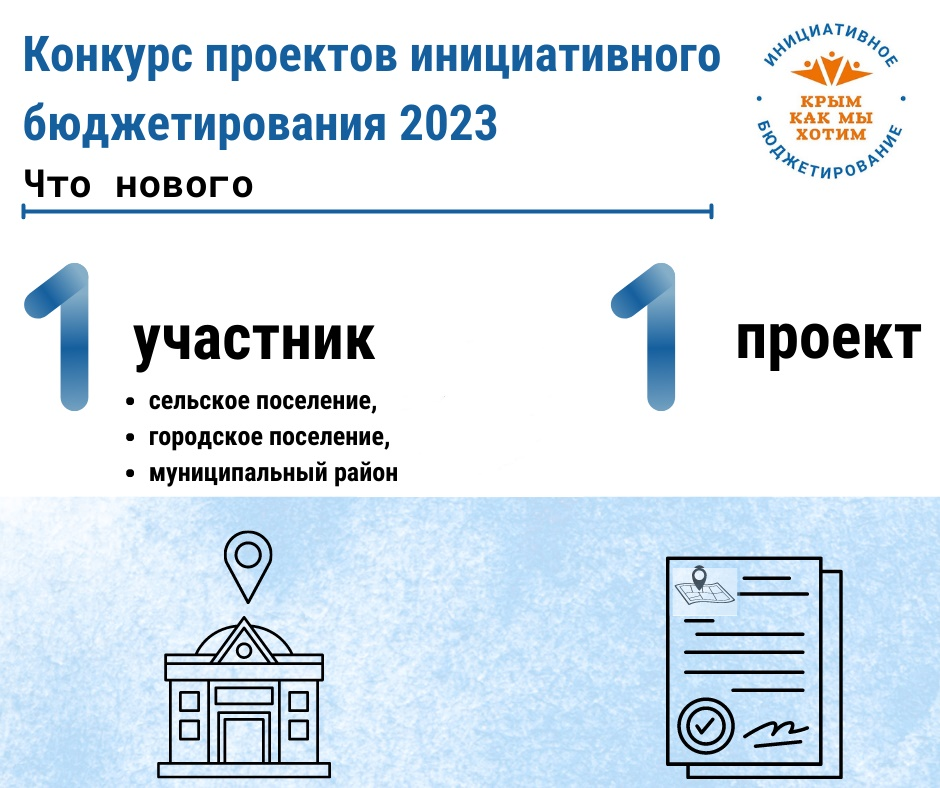 Конкурс проектов инициативного
бюджетирования 2023
Что нового
ИНИЦИАТИВНОЕ
КРЫМ
КАК МЫ
ХОТИМ
БЮДЖЕТИРОВАНИЕ
1 участник
• сельское поселение,
• городское поселение,
• муниципальный район
1 проект